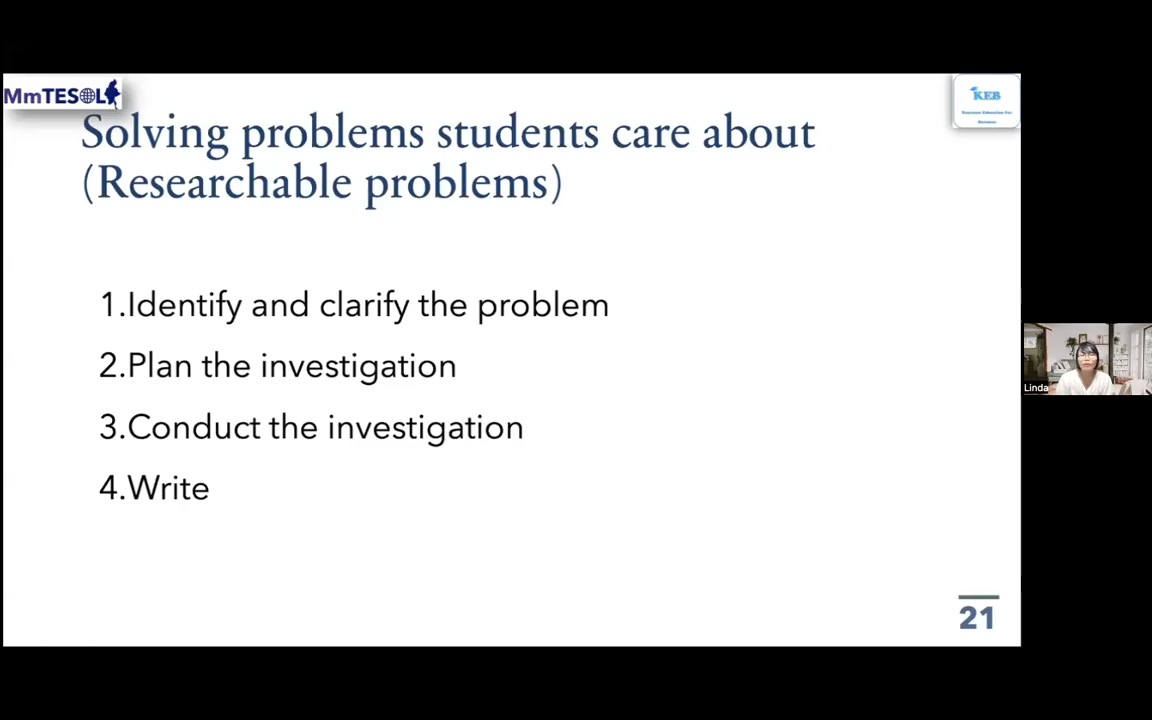 MmTESOL
KEB
Solving problems students care about
(Researchable problems)
1.Identify and clarify the problem
2.Plan the investigation
3.Conduct the investigation
4.Write
Linda
21